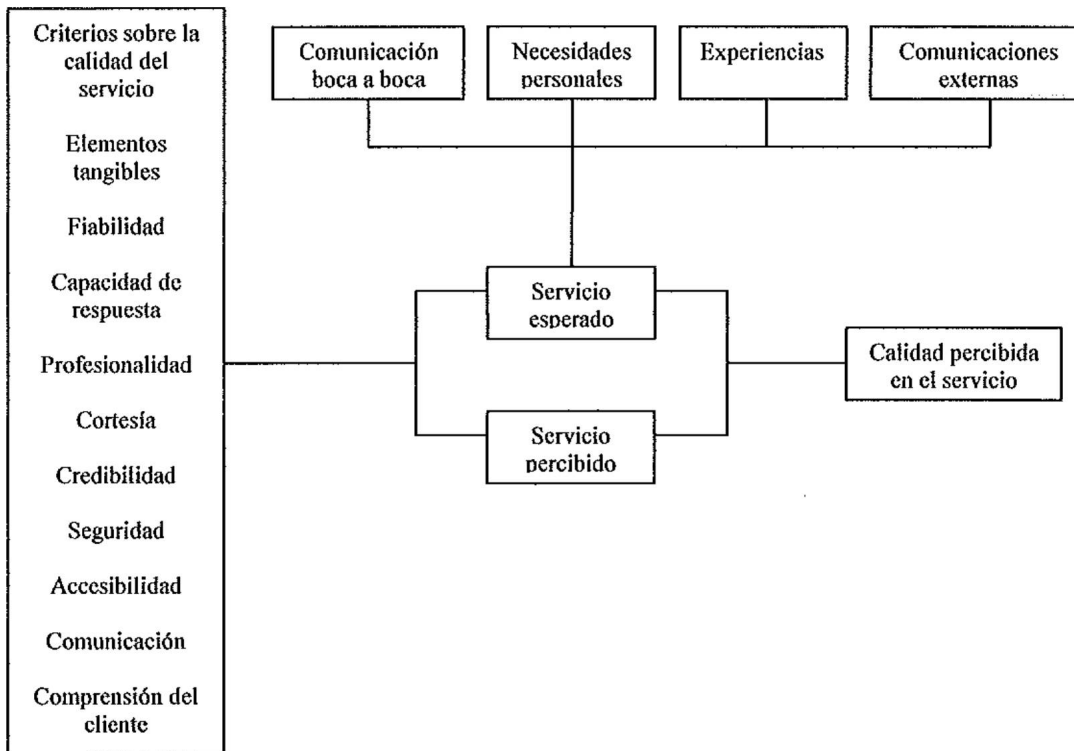 Criterios sobre la
calidad del
servicio
Elementos
tangibles
Fiabilidad
Capacidad de
respuesta
Profesionalidad
Cortesía
Credibilidad
Seguridad
Accesibilidad
Comunicación
Comprensión del
cliente
Comunicación
boca a boca
Necesidades
personales
Experiencias
Comunicaciones
externas
Servicio
esperado
Servicio
percibido
Calidad percibida
en el servicio